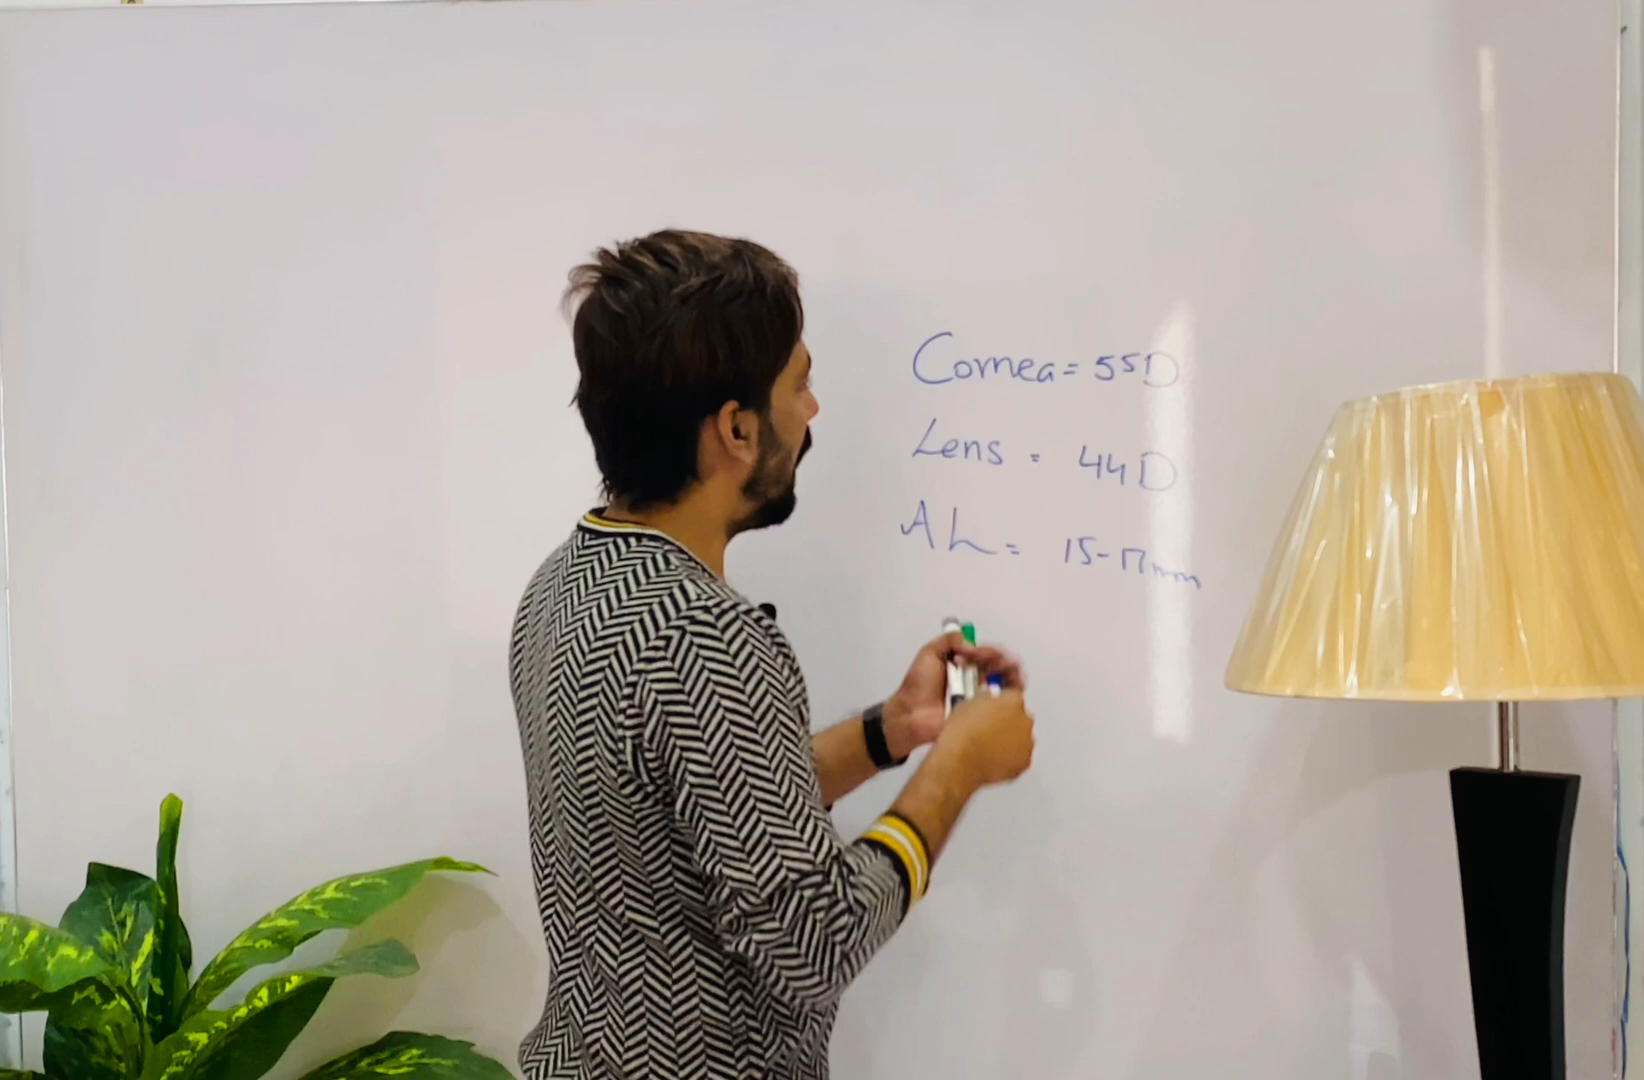 Cornea = 55D
Lens = 44D
AL = 15-17mm